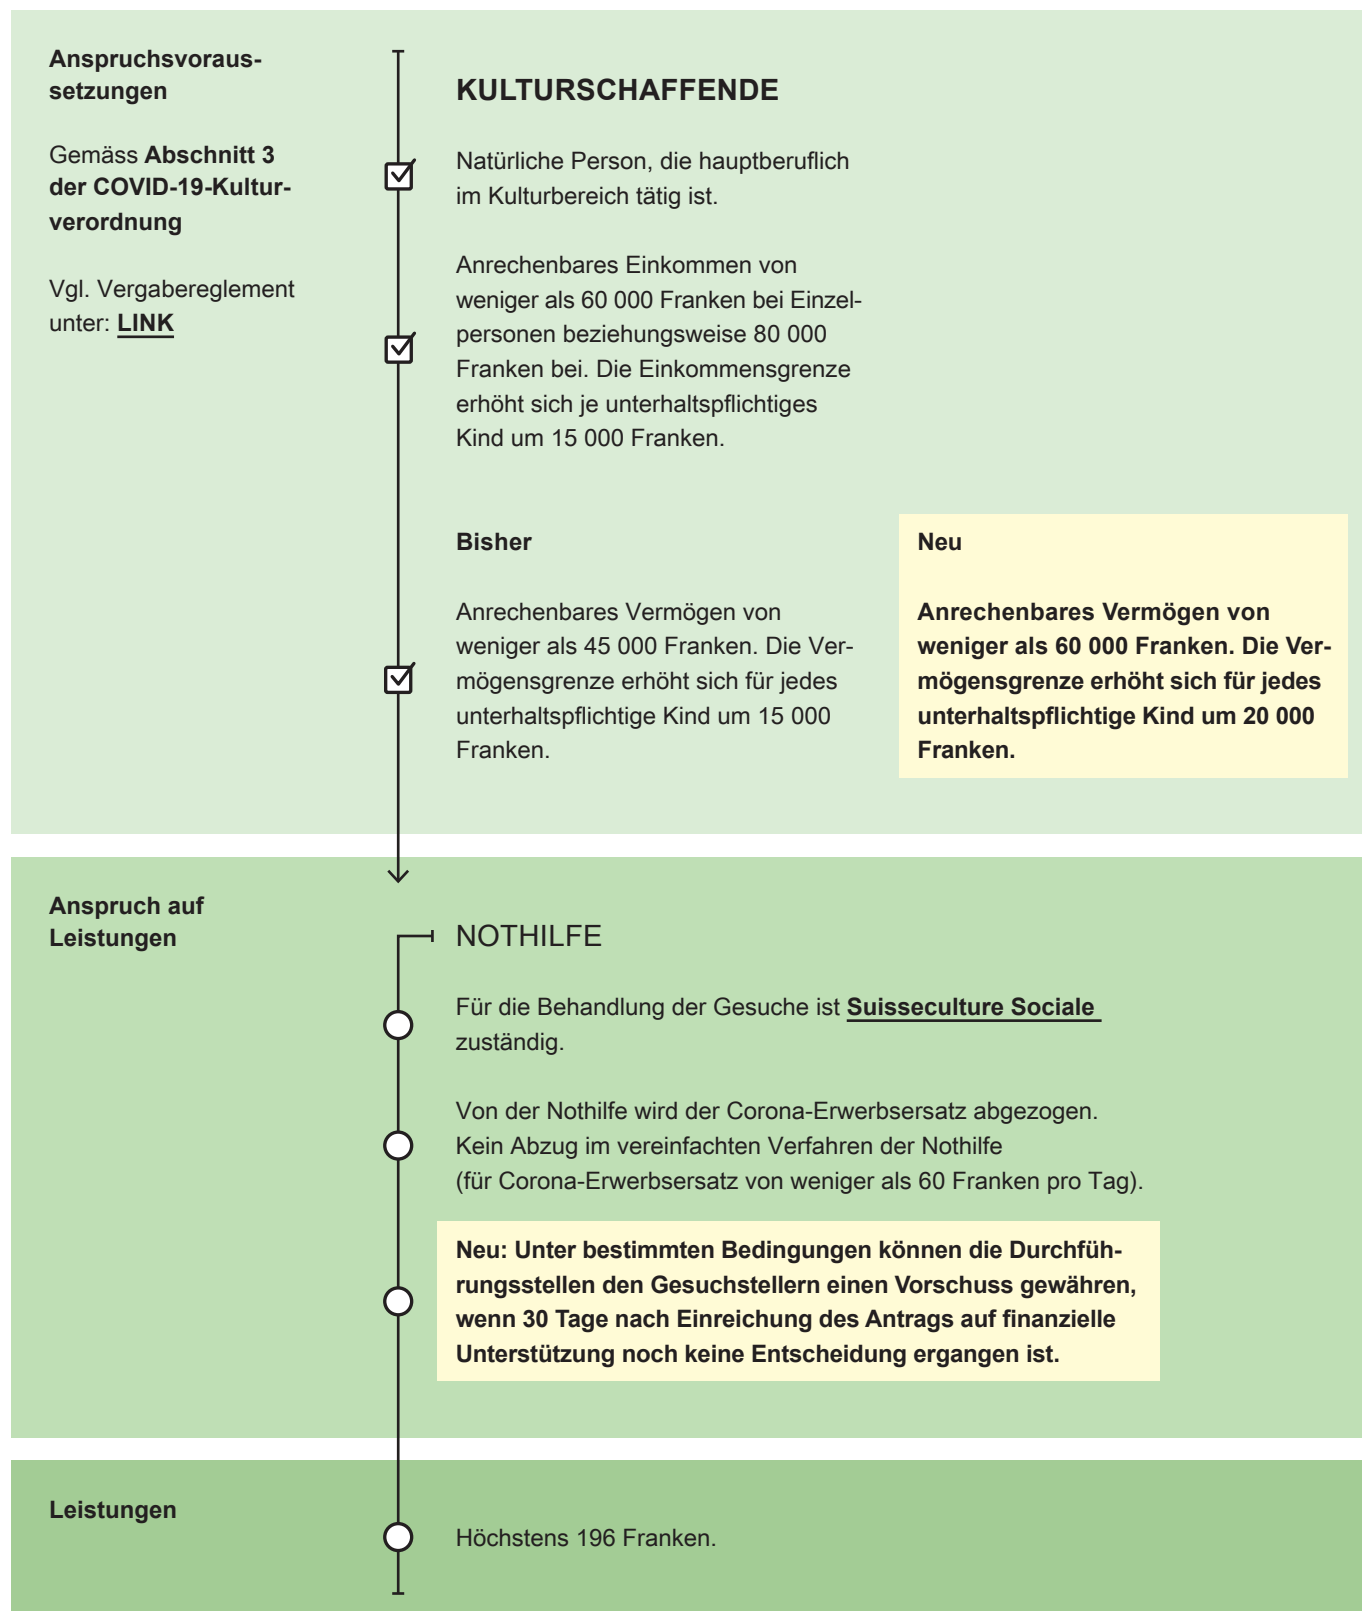 Anspruchsvoraus-
setzungen
Gemäss Abschnitt 3
der COVID-19-Kultur-
verordnung
Vgl. Vergabereglement
unter: LINK
KULTURSCHAFFENDE
Natürliche Person, die hauptberuflich
im Kulturbereich tätig ist.
Anrechenbares Einkommen von
weniger als 60 000 Franken bei Einzel-
personen beziehungsweise 80 000
Franken bei. Die Einkommensgrenze
erhöht sich je unterhaltspflichtiges
Kind um 15 000 Franken.
Bisher
Anrechenbares Vermögen von
weniger als 45 000 Franken. Die Ver-
mögensgrenze erhöht sich für jedes
unterhaltspflichtige Kind um 15 000
Franken.
Neu
Anrechenbares Vermögen von
weniger als 60 000 Franken. Die Ver-
mögensgrenze erhöht sich für jedes
unterhaltspflichtige Kind um 20 000
Franken.
Anspruch auf
Leistungen
NOTHILFE
Für die Behandlung der Gesuche ist Suisseculture Sociale
zuständig.
Von der Nothilfe wird der Corona-Erwerbsersatz abgezogen.
Kein Abzug im vereinfachten Verfahren der Nothilfe
(für Corona-Erwerbsersatz von weniger als 60 Franken pro Tag).
Neu: Unter bestimmten Bedingungen können die Durchfüh-
rungsstellen den Gesuchstellern einen Vorschuss gewähren,
wenn 30 Tage nach Einreichung des Antrags auf finanzielle
Unterstützung noch keine Entscheidung ergangen ist.
Leistungen
Höchstens 196 Franken.